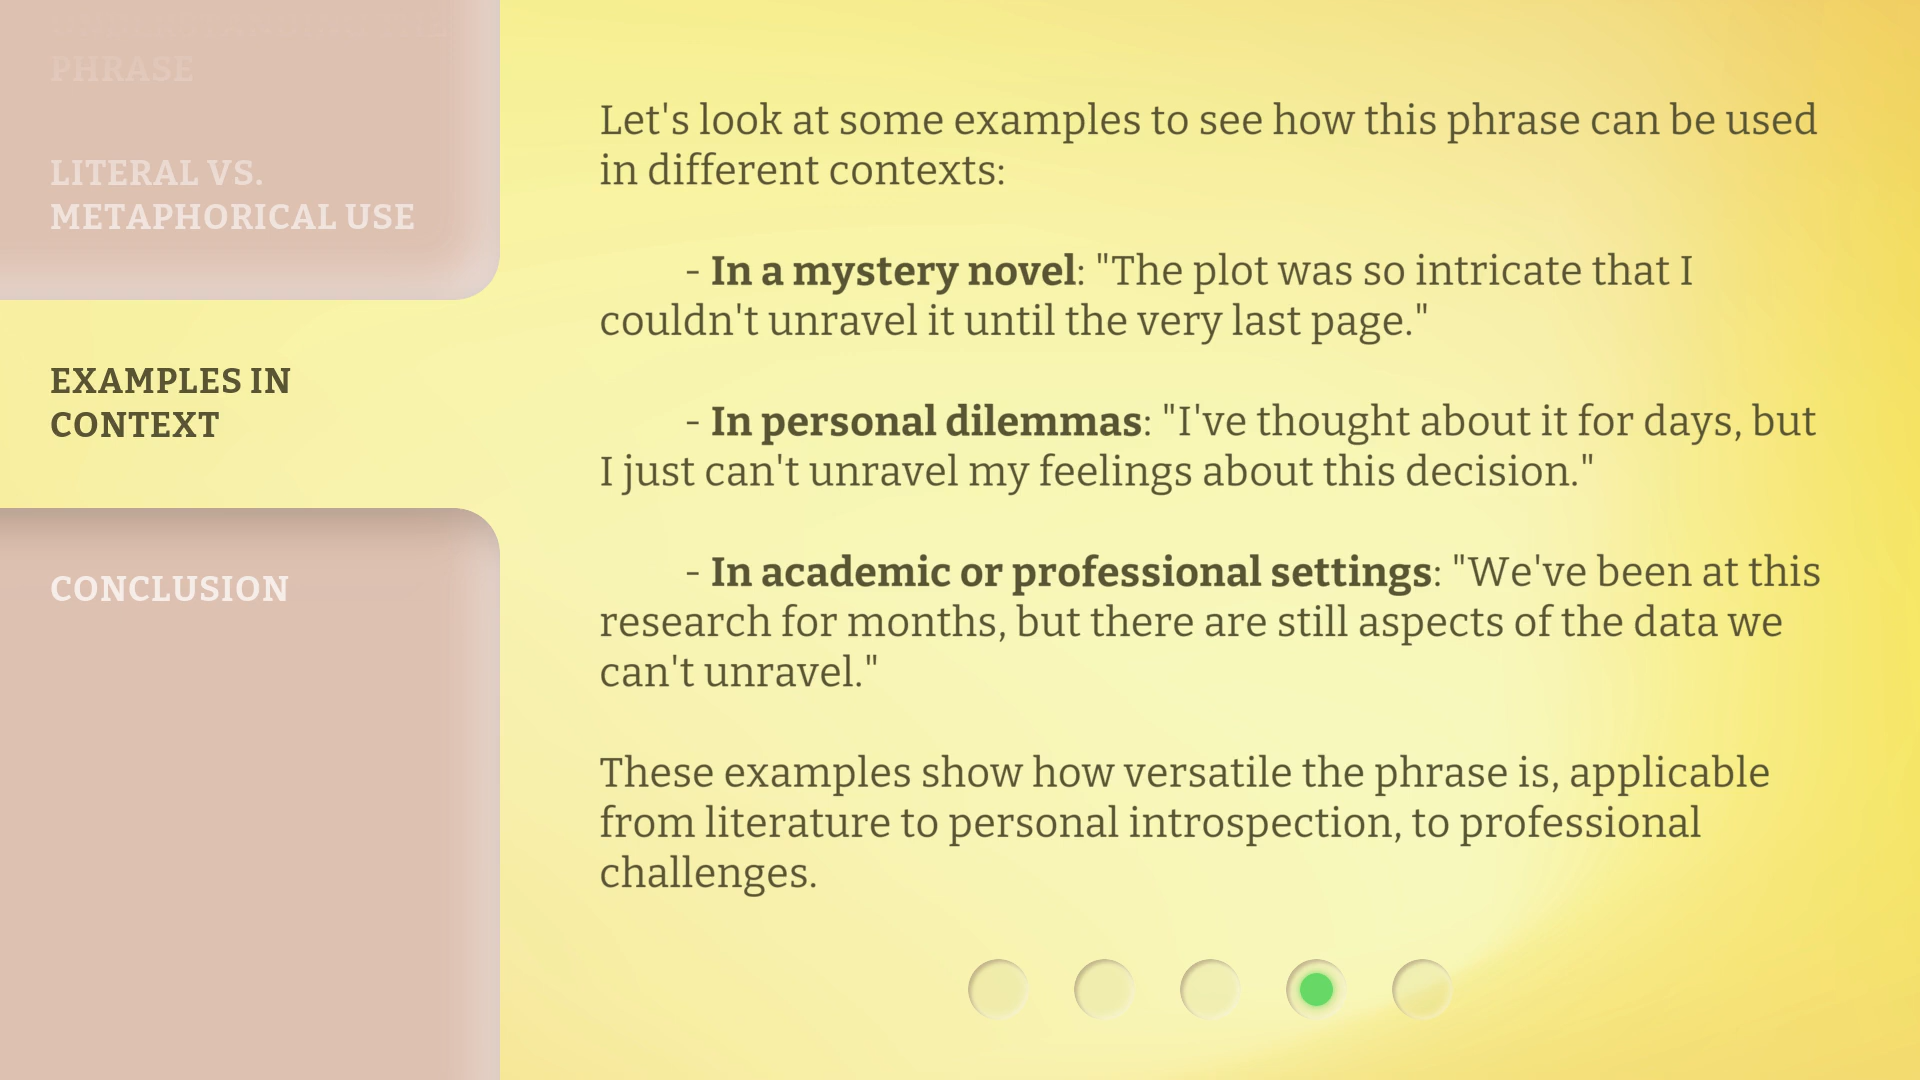 PHRASE
LITERAL VS.
METAPHORICAL USE
EXAMPLES IN
CONTEXT
CONCLUSION
Let's look at some examples to see how this phrase can be used
in different contexts:
- In a mystery novel: "The plot was so intricate that I
couldn't unravel it until the very last page."
- In personal dilemmas: "I've thought about it for days, but
I just can't unravel my feelings about this decision."
- In academic or professional settings: "We've been at this
research for months, but there are still aspects of the data we
can't unravel."
These examples show how versatile the phrase is, applicable
from literature to personal introspection, to professional
challenges.